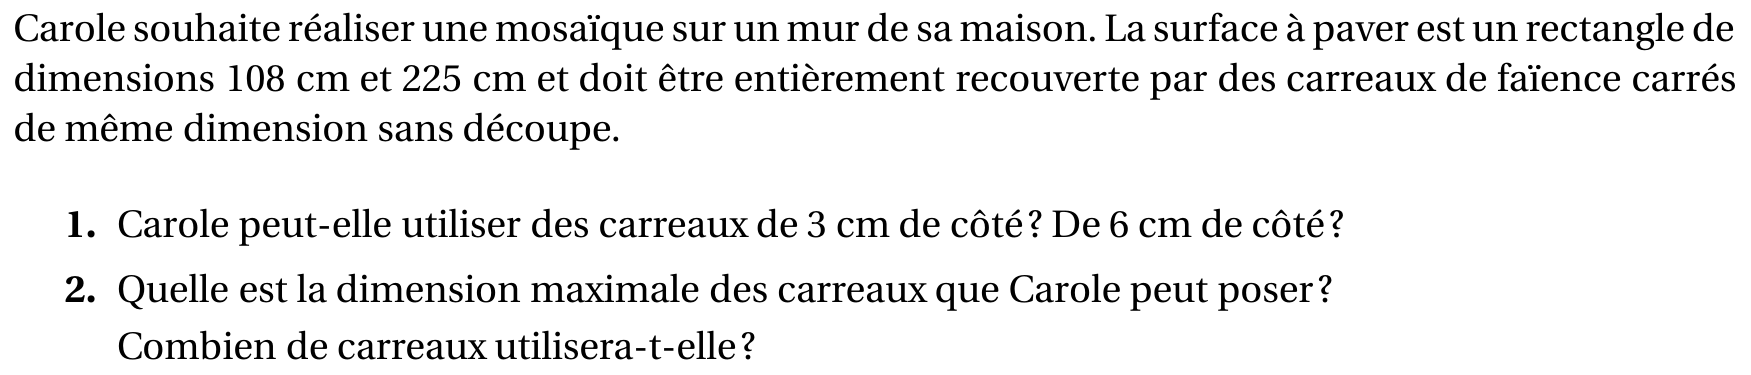 Carole souhaite réaliser une mosaïque sur un mur de sa maison. La surface à paver est un rectangle de
dimensions 108 cm et 225 cm et doit être entièrement recouverte par des carreaux de faïence carrés
de même dimension sans découpe.
1. Carole peut-elle utiliser des carreaux de 3 cm de côté? De 6 cm de côté?
2. Quelle est la dimension maximale des carreaux que Carole peut poser?
Combien de carreaux utilisera-t-elle?